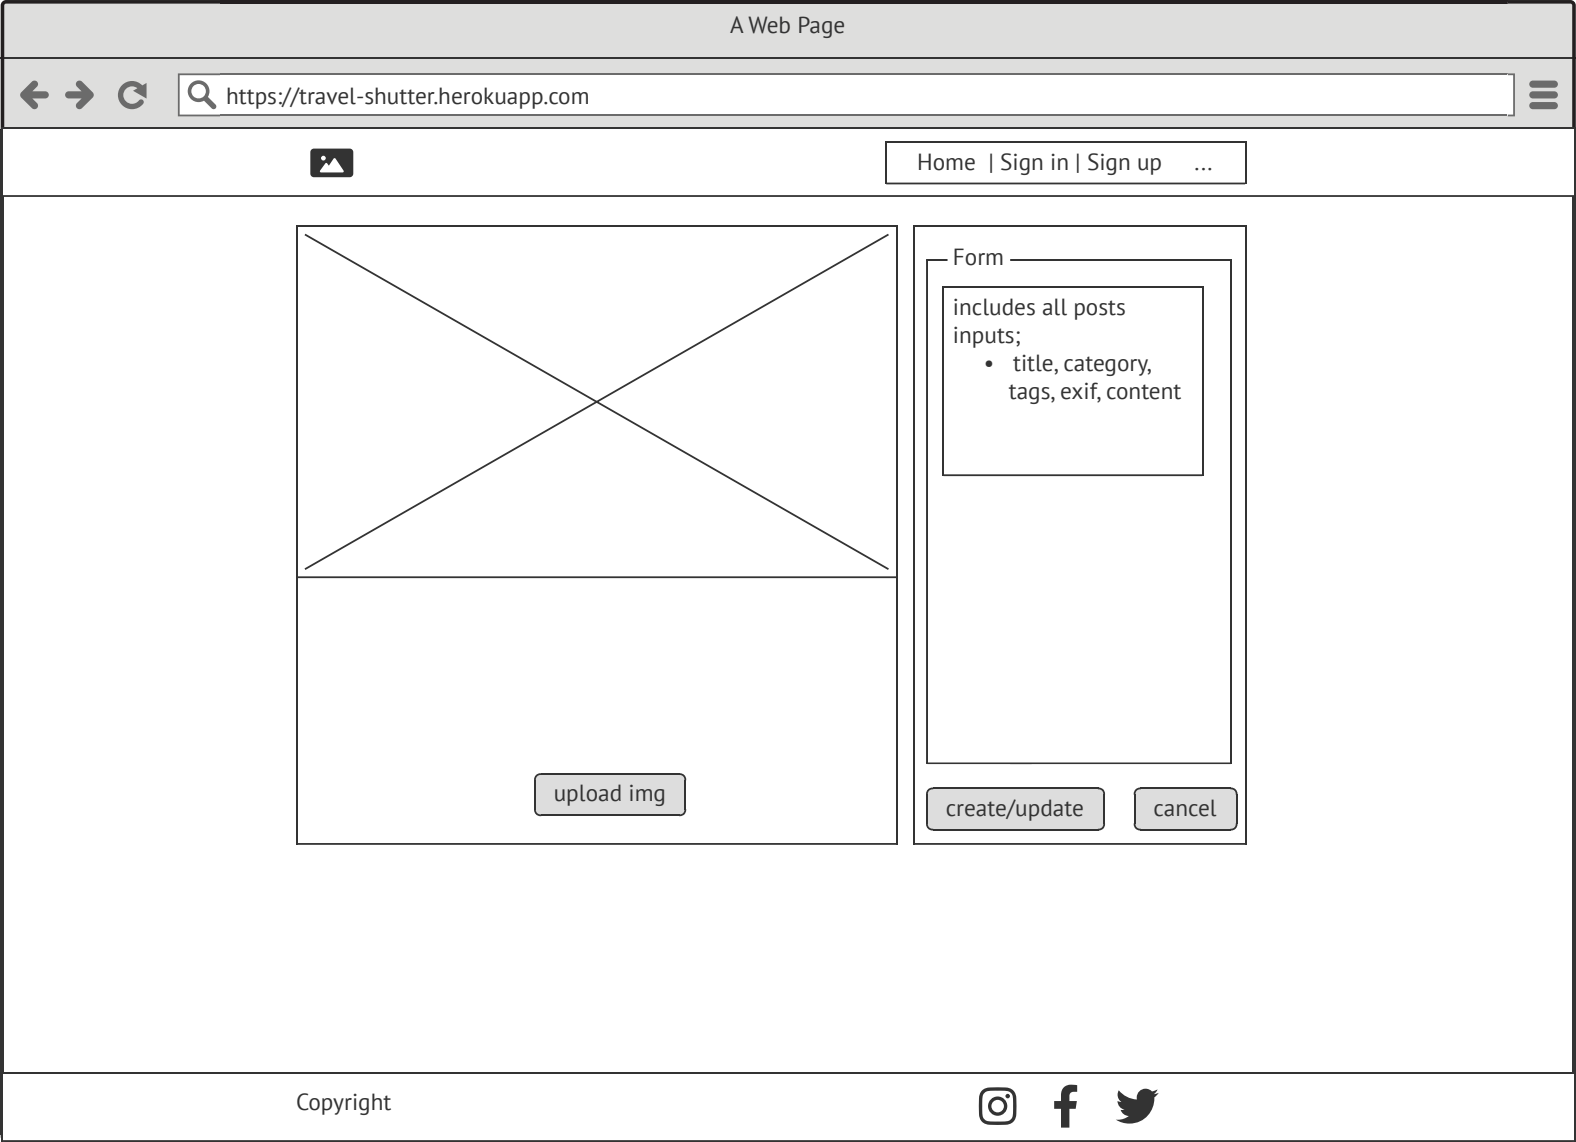 A Web Page
https://travel-shutter.herokuapp.com
Home | Sign in | Sign up ...
Form
includes all posts
inputs;
• title, category,
tags, exif, content
upload img
create/update
cancel
Copyright